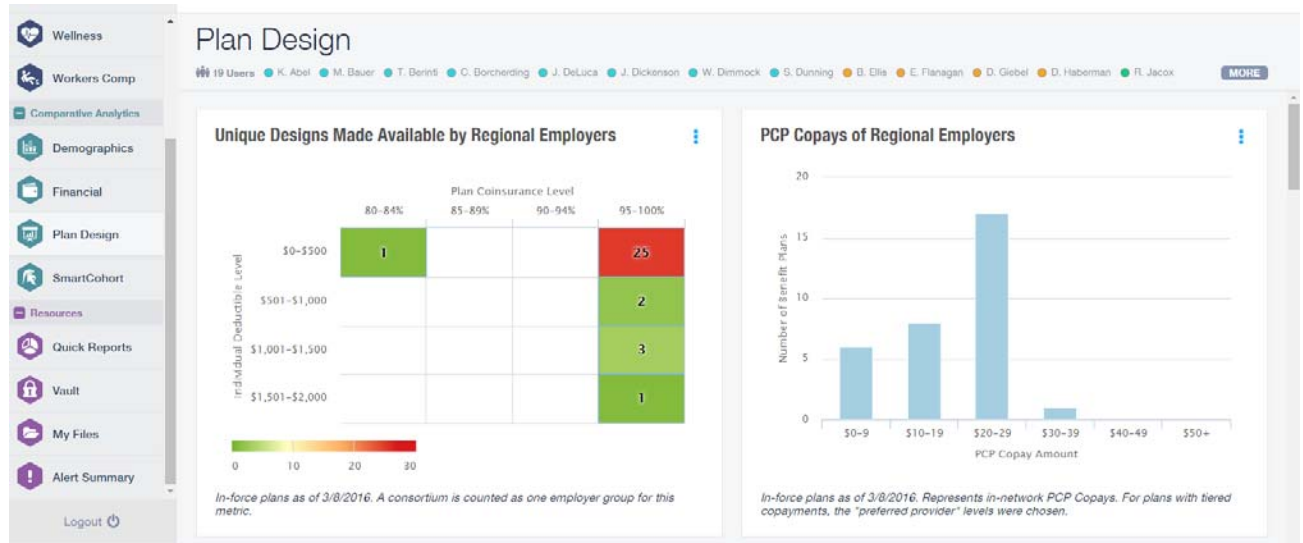 Wellness
Workers Comp
Comparative Analytics
Demographics
Financial
Plan Design
SmartCohort
Resources
Quick Reports
Vault
My Files
Alert Summary
Logout
Plan Design
19 Users K. Abel M. Bauer T. Berinti C. Borcherding J. DeLuca J. Dickenson W. Dimmock S. Dunning B. Ellis E. Flanagan D. Giebel D. Haberman R. Jacox MORE
Unique Designs Made Available by Regional Employers
Plan Coinsurance Level
80-84% 85-89% 90-94% 95-100%
Individual Deductible Level
$0-$500 1 25
$501-$1,000 2
$1,001-$1,500 3
$1,501-$2,000 1
0 10 20 30
In-force plans as of 3/8/2016. A consortium is counted as one employer group for this
metric.
PCP Copays of Regional Employers
Number of Benefit Plans
20
15
10
5
0
$0-9 $10-19 $20-29 $30-39 $40-49 $50+
PCP Copay Amount
In-force plans as of 3/8/2016. Represents in-network PCP Copays. For plans with tiered
copayments, the "preferred provider" levels were chosen.